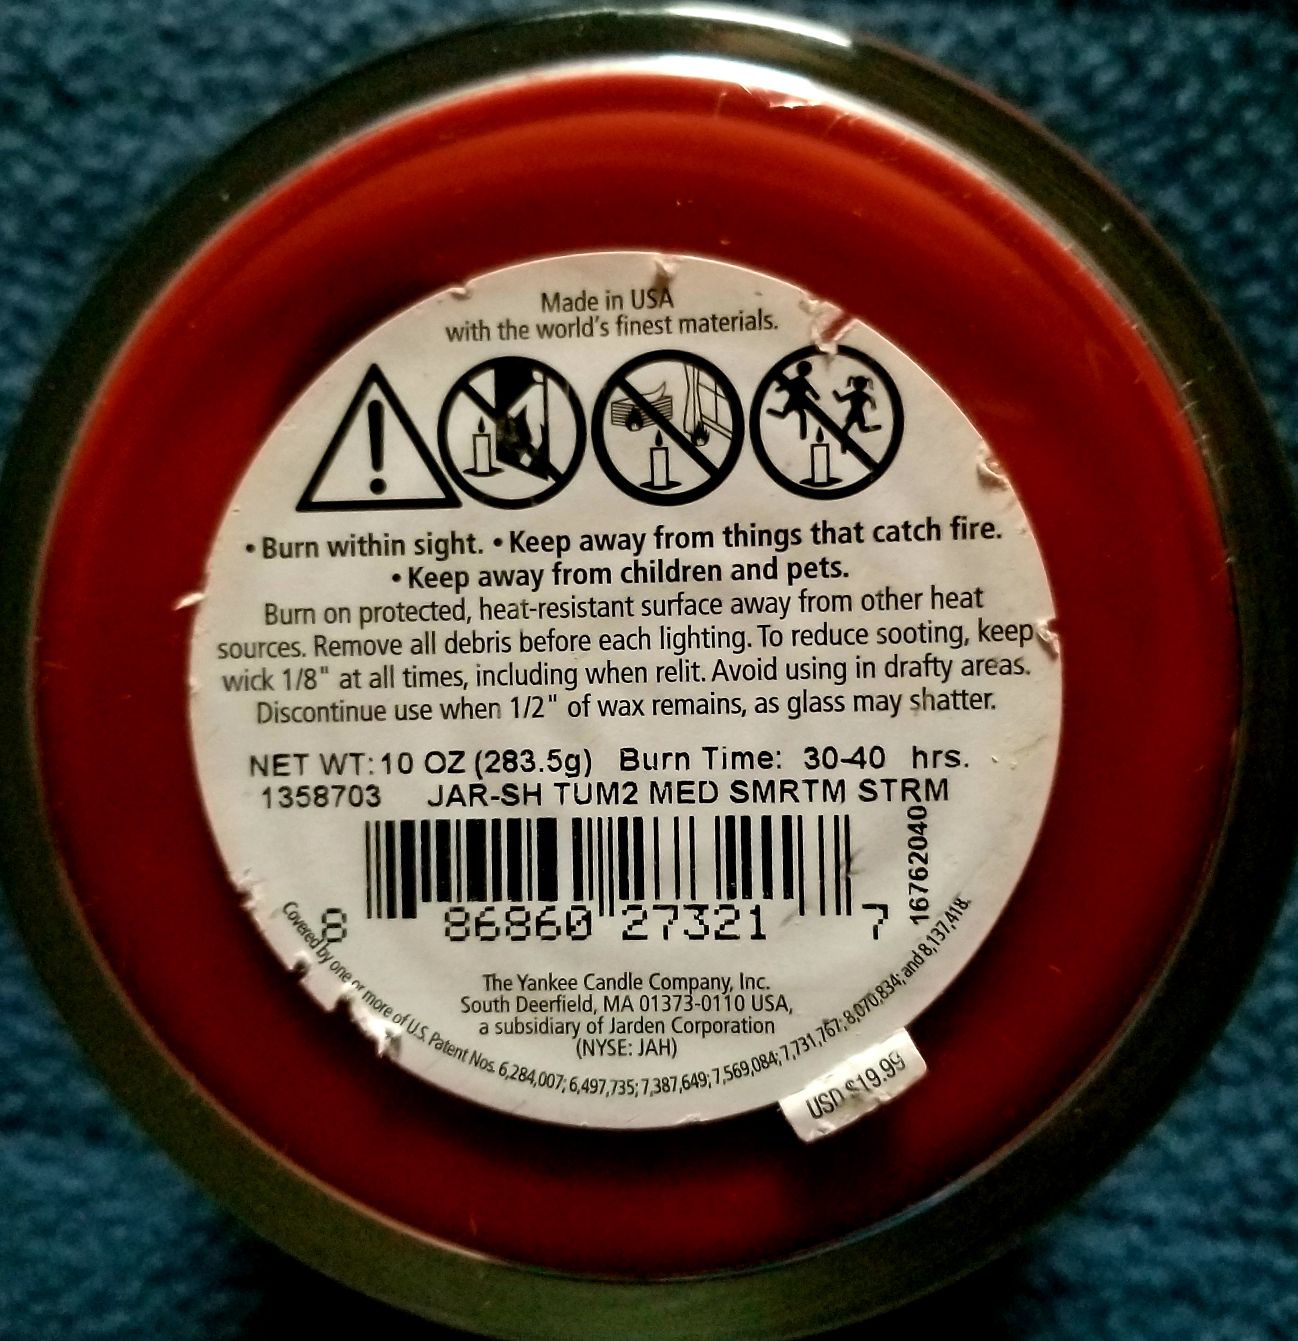 Made in USA
with the world's finest materials.
• Burn within sight. • Keep away from things that catch fire.
• Keep away from children and pets.
Burn on protected, heat-resistant surface away from other heat
sources. Remove all debris before each lighting. To reduce sooting, keep
wick 1/8" at all times, including when relit. Avoid using in drafty areas.
Discontinue use when 1/2" of wax remains, as glass may shatter.
NET WT: 10 OZ (283.5g) Burn Time: 30-40 hrs.
1358703 JAR-SH TUM2 MED SMRTM STRM
16762040
8 86860 27321 7
The Yankee Candle Company, Inc.
South Deerfield, MA 01373-0110 USA,
a subsidiary of Jarden Corporation
(NYSE: JAH)
Covered by one or more of U.S. Patent Nos. 6,284,007; 6,497,735; 7,387,649; 7,569,084; 7,731,767; 8,070,834; and 8,137,418.
USD $19.99